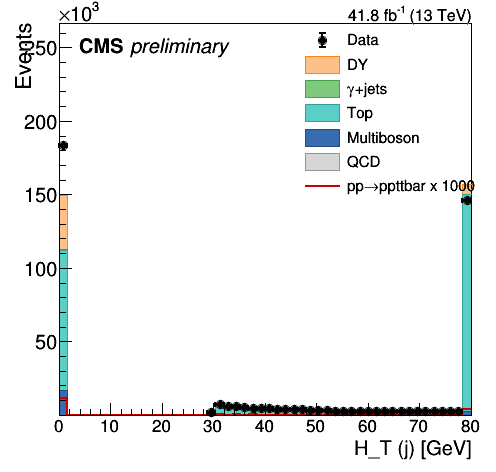 ×10³
41.8 fb⁻¹ (13 TeV)
Events
CMS preliminary
Data
DY
γ+jets
Top
Multiboson
QCD
pp→ppttbar x 1000
250
200
150
100
50
0 10 20 30 40 50 60 70 80
H_T (j) [GeV]